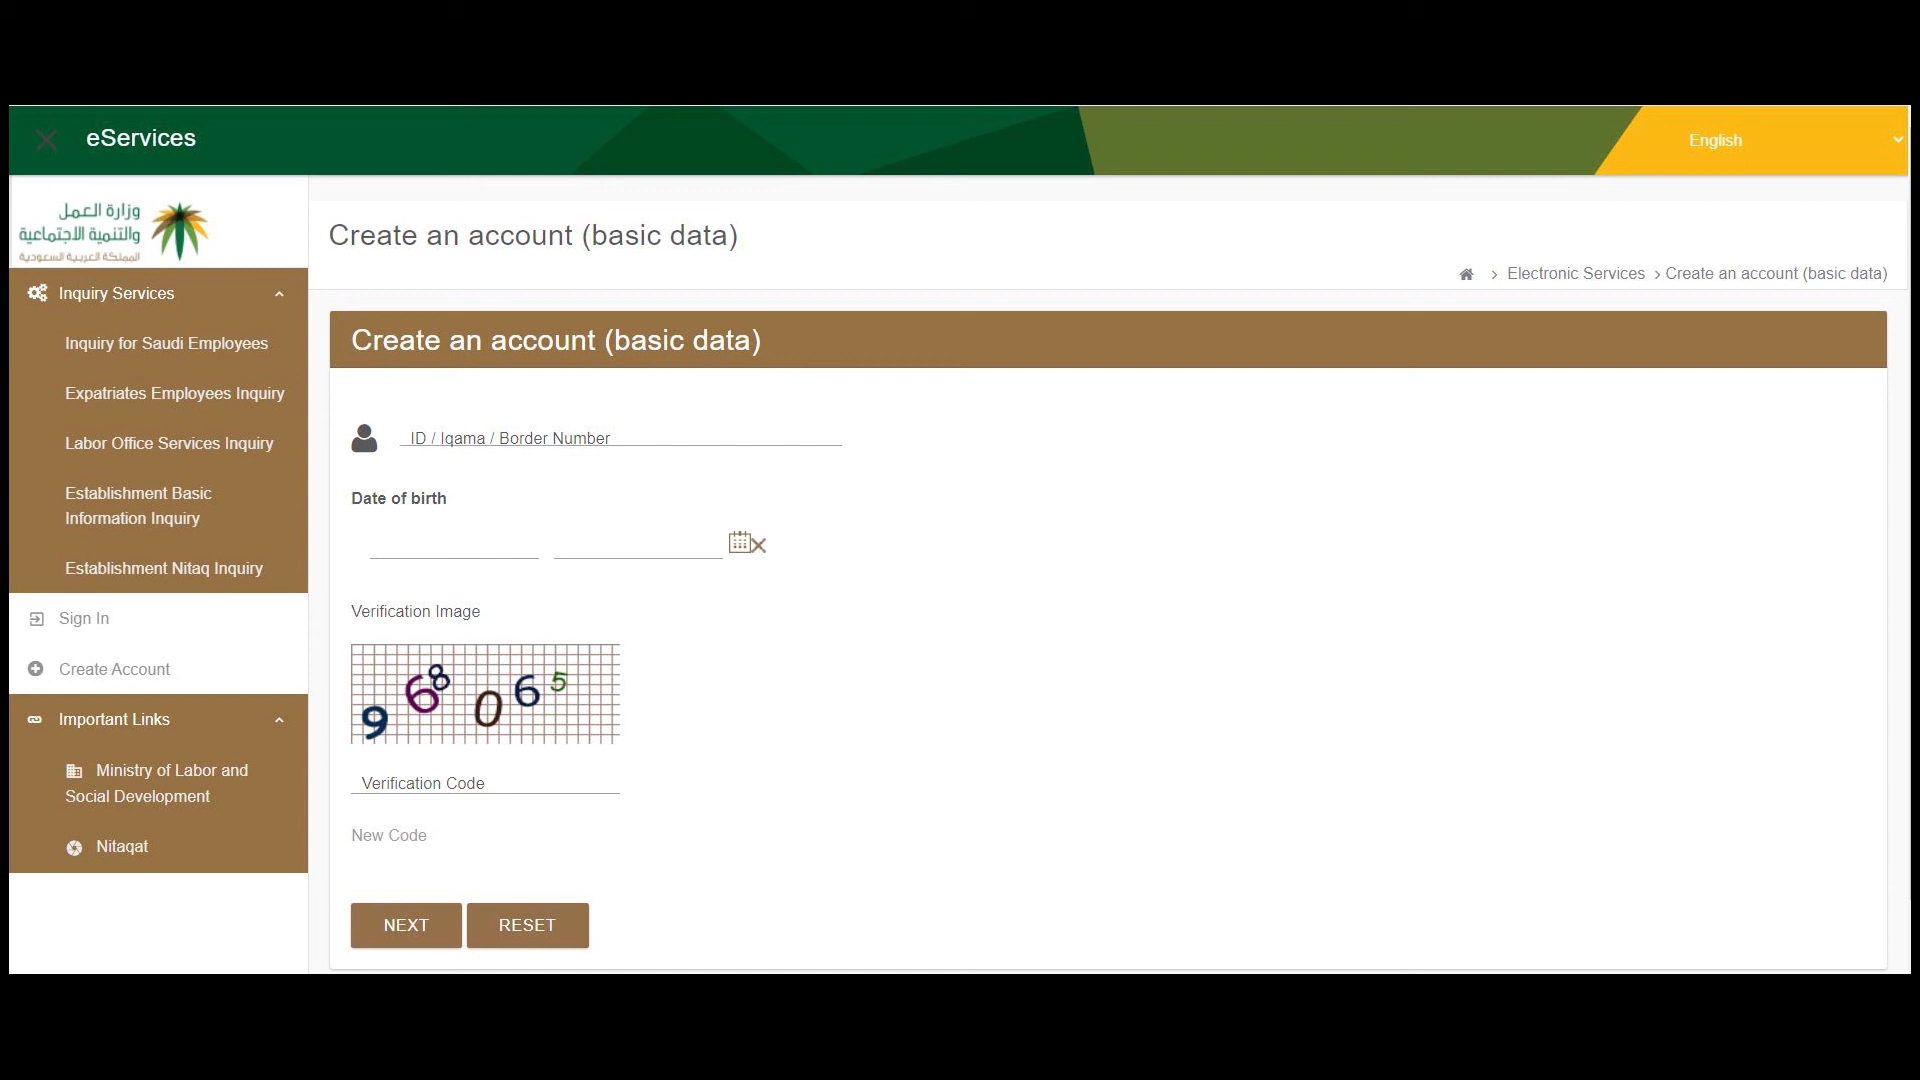 eServices
English
وزارة العمل
والتنمية الاجتماعية
المملكة العربية السعودية
Create an account (basic data)
Electronic Services > Create an account (basic data)
Inquiry Services
Inquiry for Saudi Employees
Expatriates Employees Inquiry
Labor Office Services Inquiry
Establishment Basic
Information Inquiry
Establishment Nitaq Inquiry
Sign In
Create Account
Important Links
Ministry of Labor and
Social Development
Nitaqat
Create an account (basic data)
ID / Iqama / Border Number
Date of birth
Verification Image
968065
Verification Code
New Code
NEXT
RESET